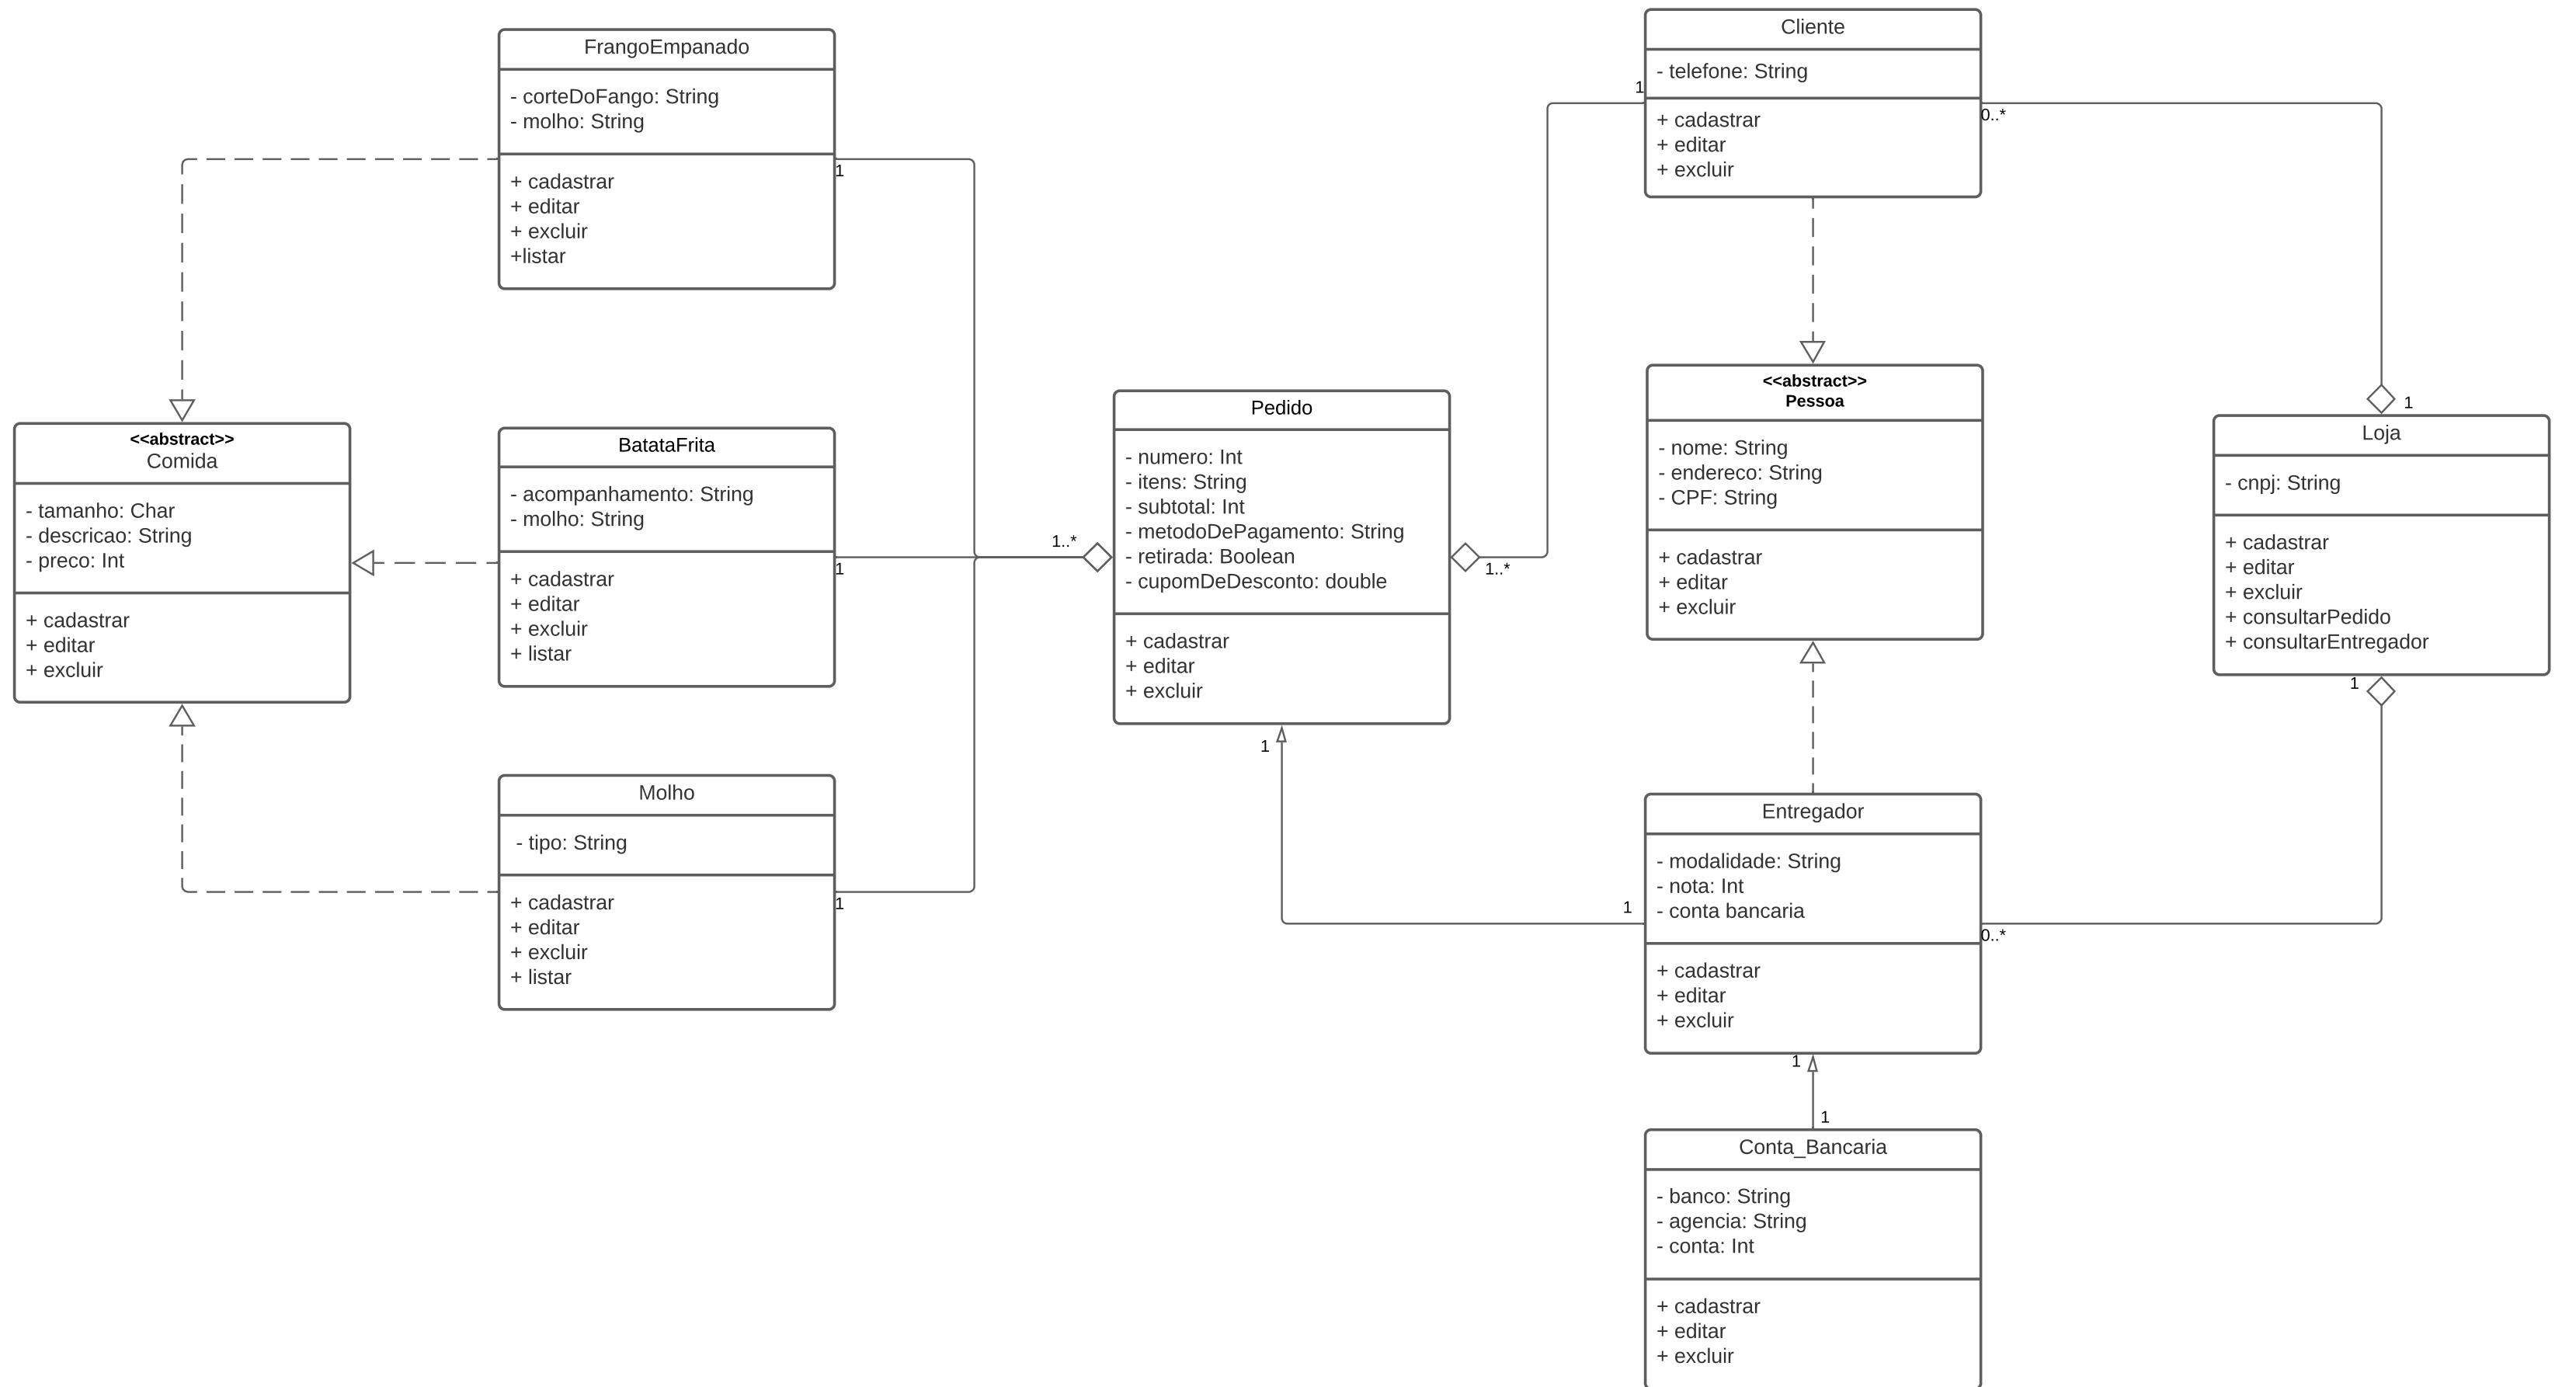 FrangoEmpanado
- corteDoFango: String
- molho: String
+ cadastrar
+ editar
+ excluir
+listar
1
<<abstract>>
Comida
- tamanho: Char
- descricao: String
- preco: Int
+ cadastrar
+ editar
+ excluir
BatataFrita
- acompanhamento: String
- molho: String
+ cadastrar
+ editar
+ excluir
+ listar
1
Molho
- tipo: String
+ cadastrar
+ editar
+ excluir
+ listar
1
1..*
Pedido
- numero: Int
- itens: String
- subtotal: Int
- metodoDePagamento: String
- retirada: Boolean
- cupomDeDesconto: double
+ cadastrar
+ editar
+ excluir
1..*
1
1
Cliente
- telefone: String
+ cadastrar
+ editar
+ excluir
0..*
<<abstract>>
Pessoa
- nome: String
- endereco: String
- CPF: String
+ cadastrar
+ editar
+ excluir
1
Loja
- cnpj: String
+ cadastrar
+ editar
+ excluir
+ consultarPedido
+ consultarEntregador
1
1
Entregador
- modalidade: String
- nota: Int
- conta bancaria
+ cadastrar
+ editar
+ excluir
0..*
1
1
Conta_Bancaria
- banco: String
- agencia: String
- conta: Int
+ cadastrar
+ editar
+ excluir